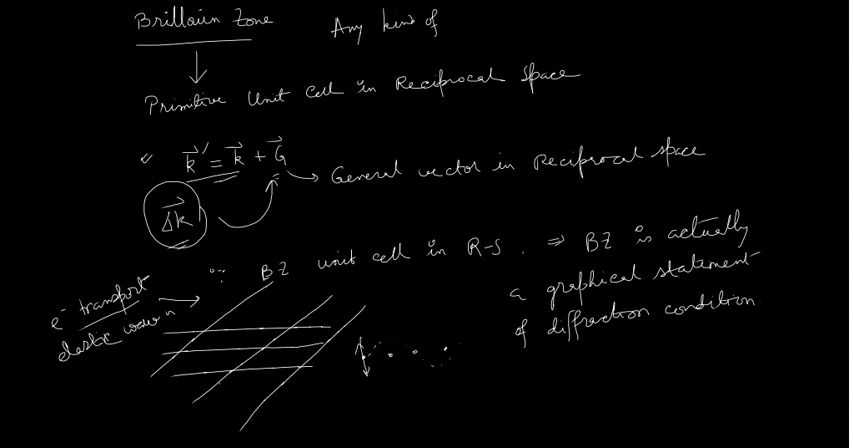 Brillouin Zone
Any kind of
Primitive Unit Cell in Reciprocal Space
k⃗′ = k⃗ + G⃗ → General vector in Reciprocal space
Δk⃗
∵ BZ unit cell in R-S. ⇒ BZ is actually
a graphical statement
of diffraction condition.
e⁻ transport
elastic